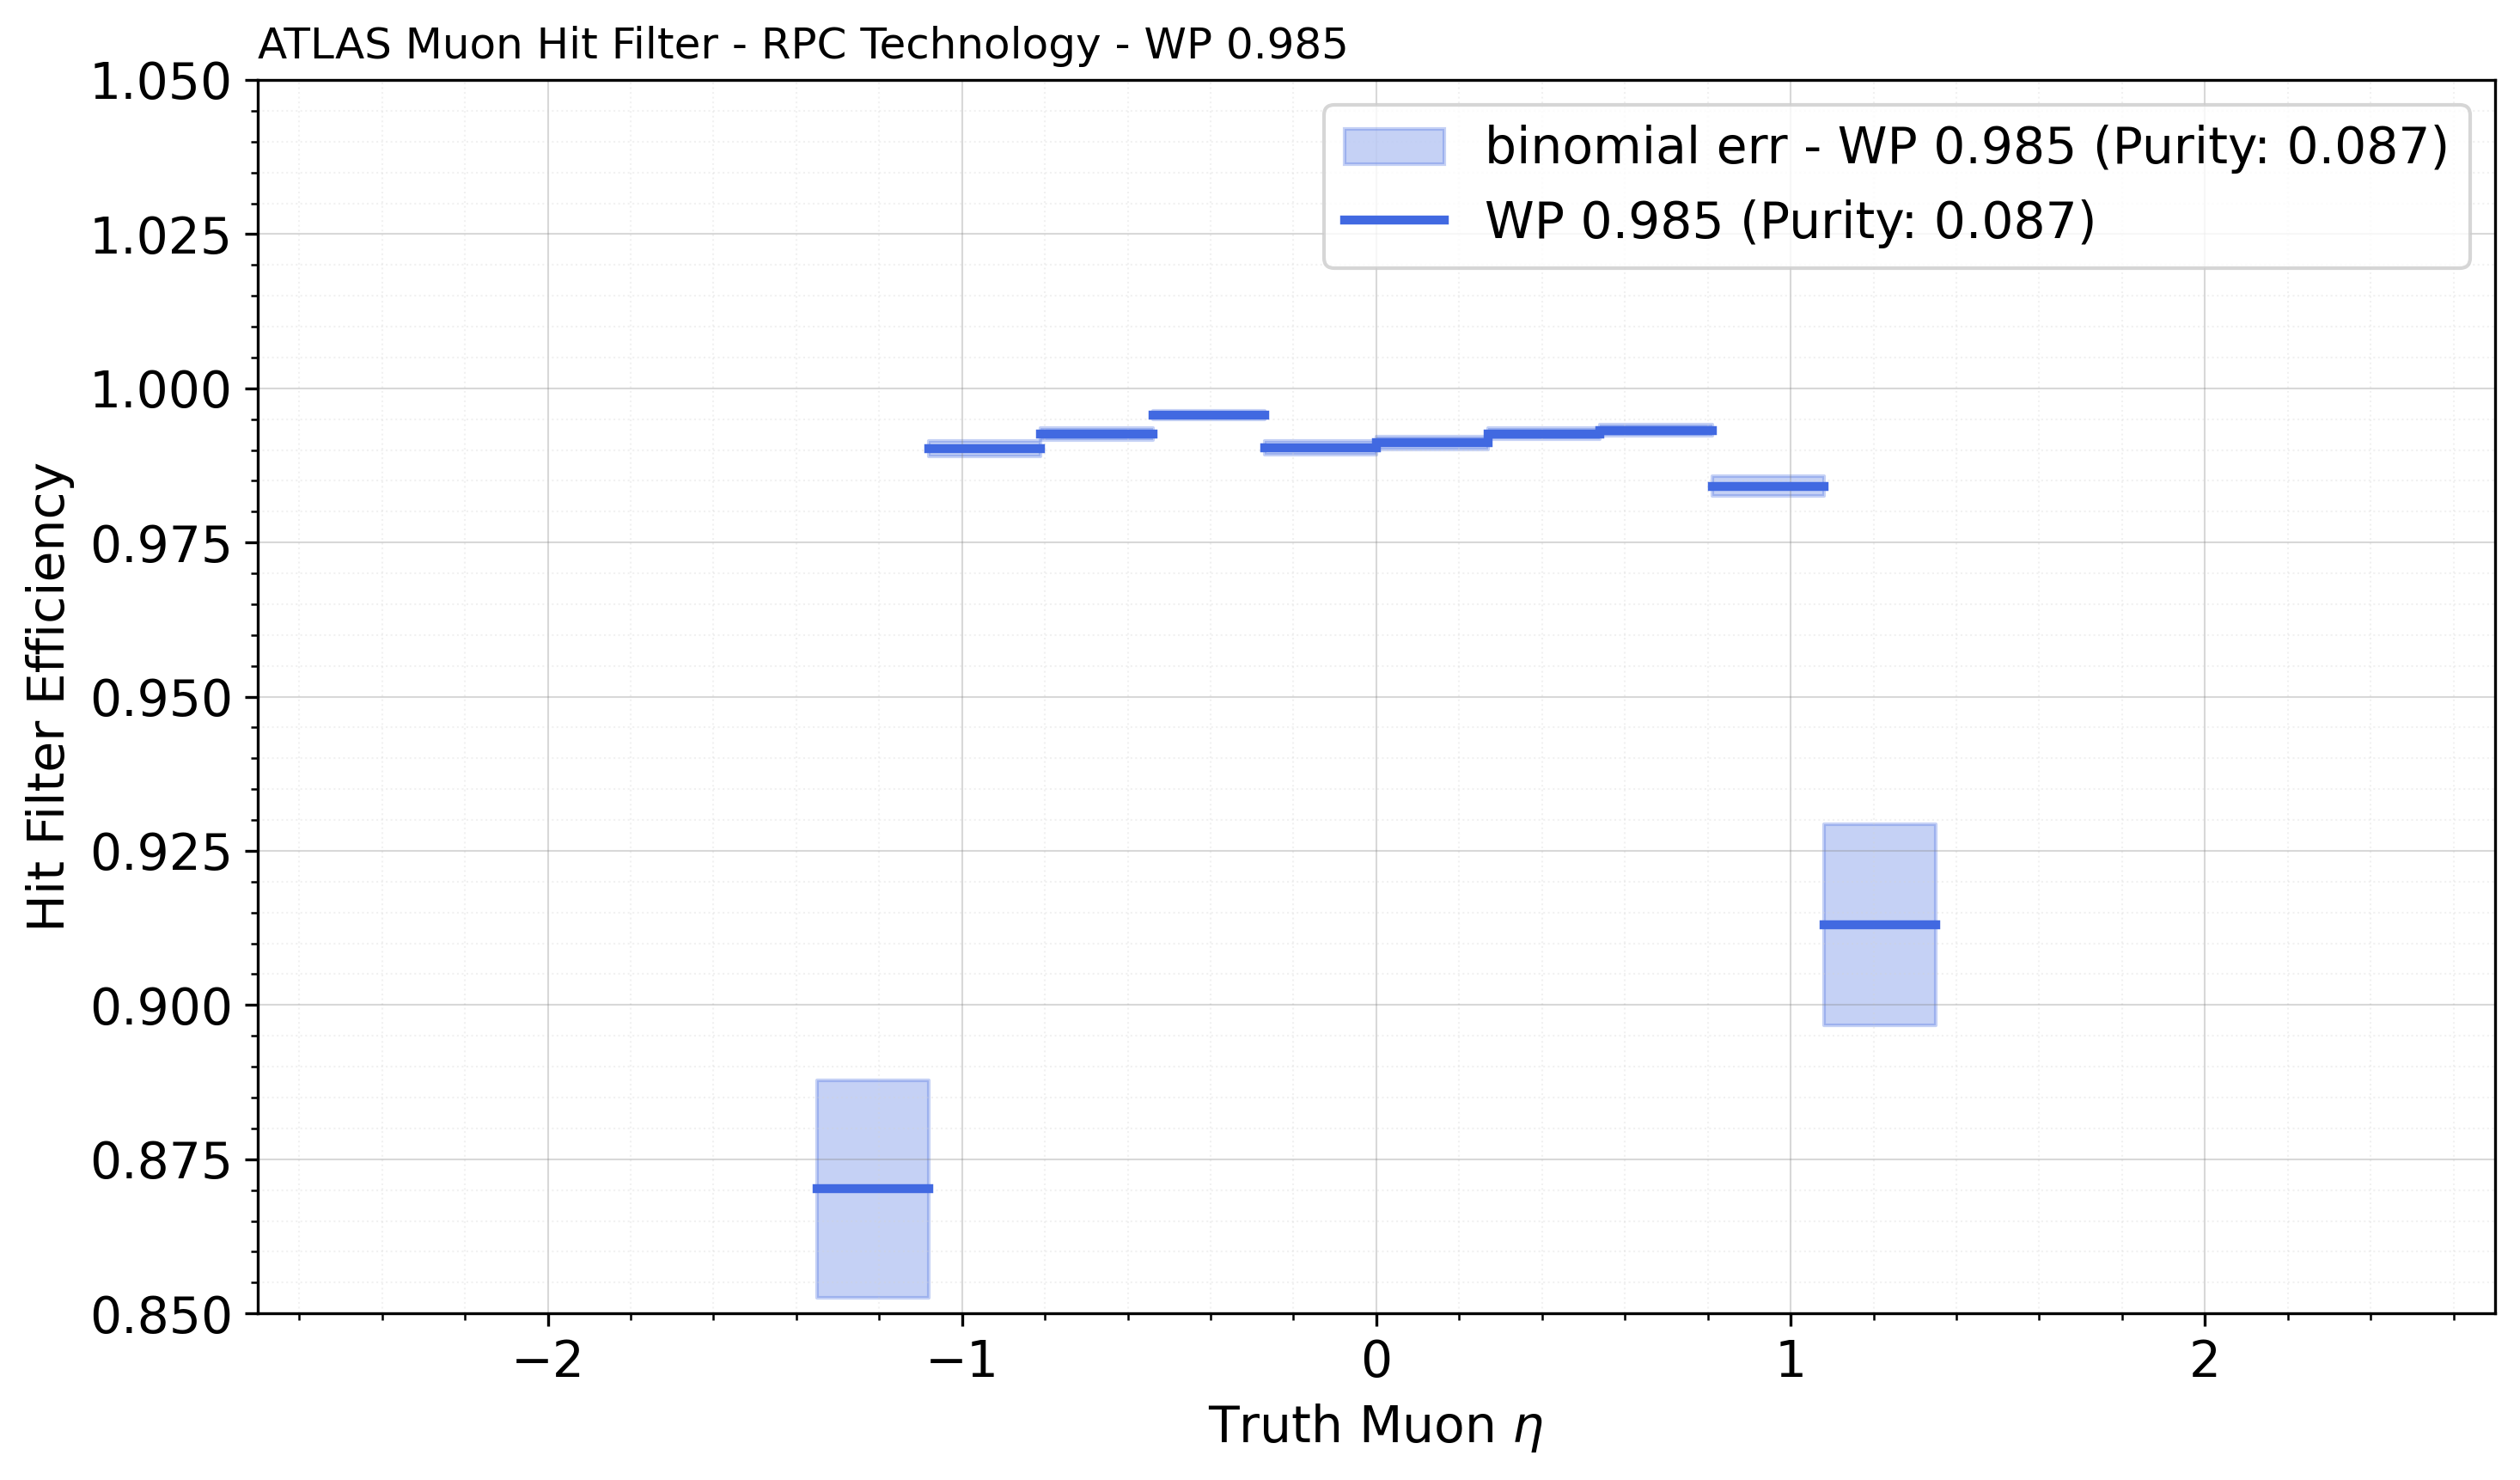 ATLAS Muon Hit Filter - RPC Technology - WP 0.985
binomial err - WP 0.985 (Purity: 0.087)
WP 0.985 (Purity: 0.087)
Hit Filter Efficiency
1.050
1.025
1.000
0.975
0.950
0.925
0.900
0.875
0.850
−2
−1
0
1
2
Truth Muon η